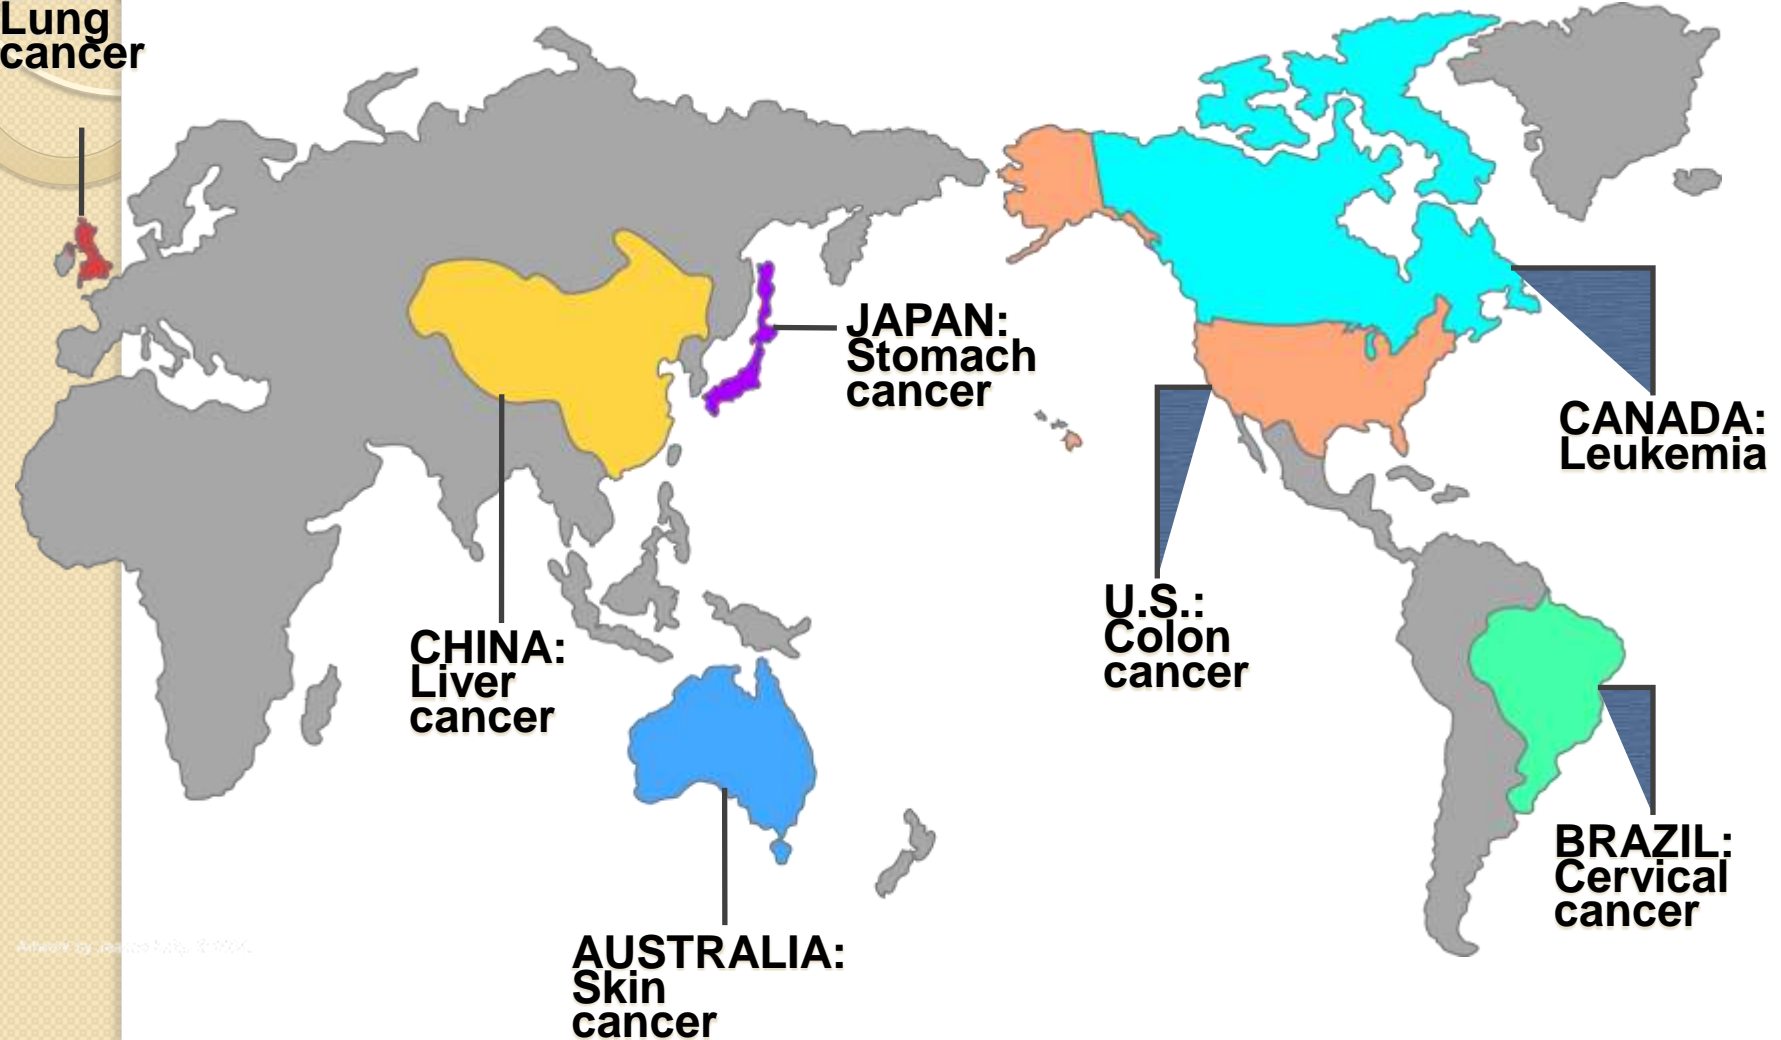 Lung
cancer
JAPAN:
Stomach
cancer
CANADA:
Leukemia
U.S.:
Colon
cancer
CHINA:
Liver
cancer
BRAZIL:
Cervical
cancer
AUSTRALIA:
Skin
cancer